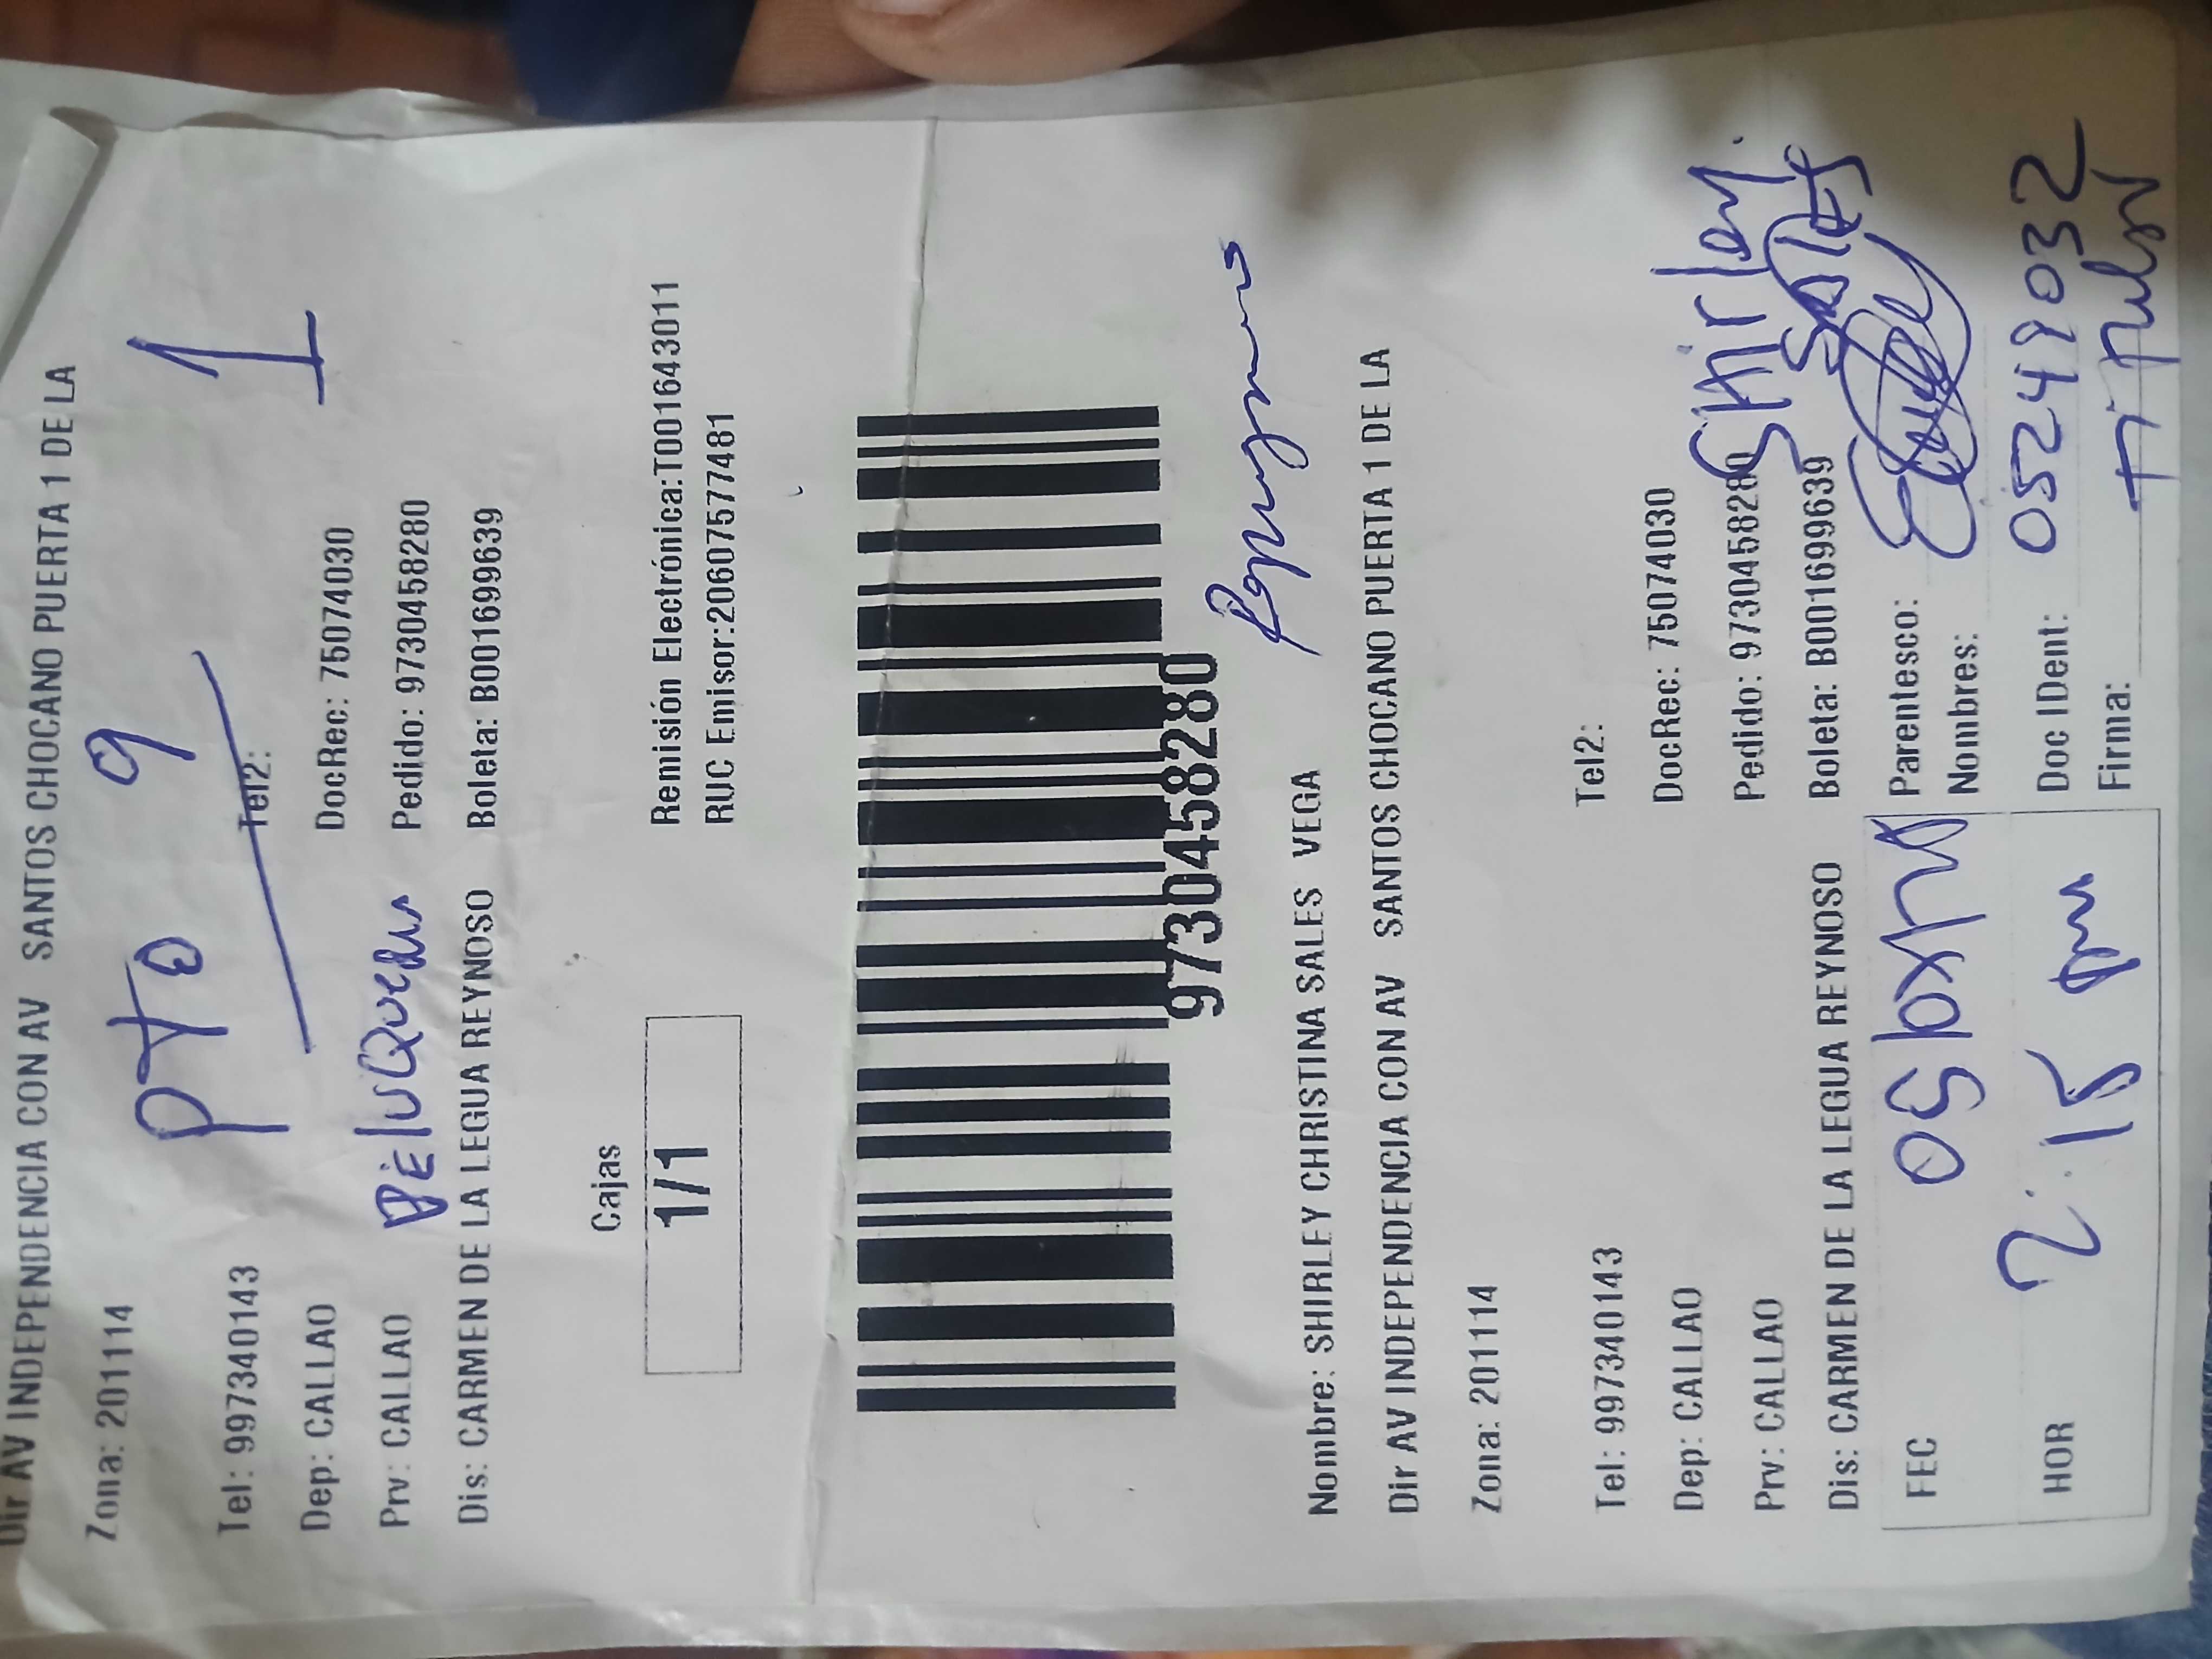 Dir AV INDEPENDENCIA CON AV SANTOS CHOCANO PUERTA 1 DE LA
Zona: 201114
PTO 9 1
Tel: 997340143 Tel2:
Dep: CALLAO DocRec: 75074030
Prv: CALLAO Pedido: 9730458280
Dis: CARMEN DE LA LEGUA REYNOSO Boleta: B001699639
Cajas
1/1
Remisión Electrónica:T001643011
RUC Emisor:20607577481
9730458280
Nombre: SHIRLEY CHRISTINA SALES VEGA
Dir AV INDEPENDENCIA CON AV SANTOS CHOCANO PUERTA 1 DE LA
Zona: 201114
Tel: 997340143 Tel2:
Dep: CALLAO DocRec: 75074030
Prv: CALLAO Pedido: 9730458280
Shirley
Sales
Dis: CARMEN DE LA LEGUA REYNOSO Boleta: B001699639
FEC Parentesco:
Nombres:
HOR 2:15 pm Doc IDent: 05249032
Firma: Titular